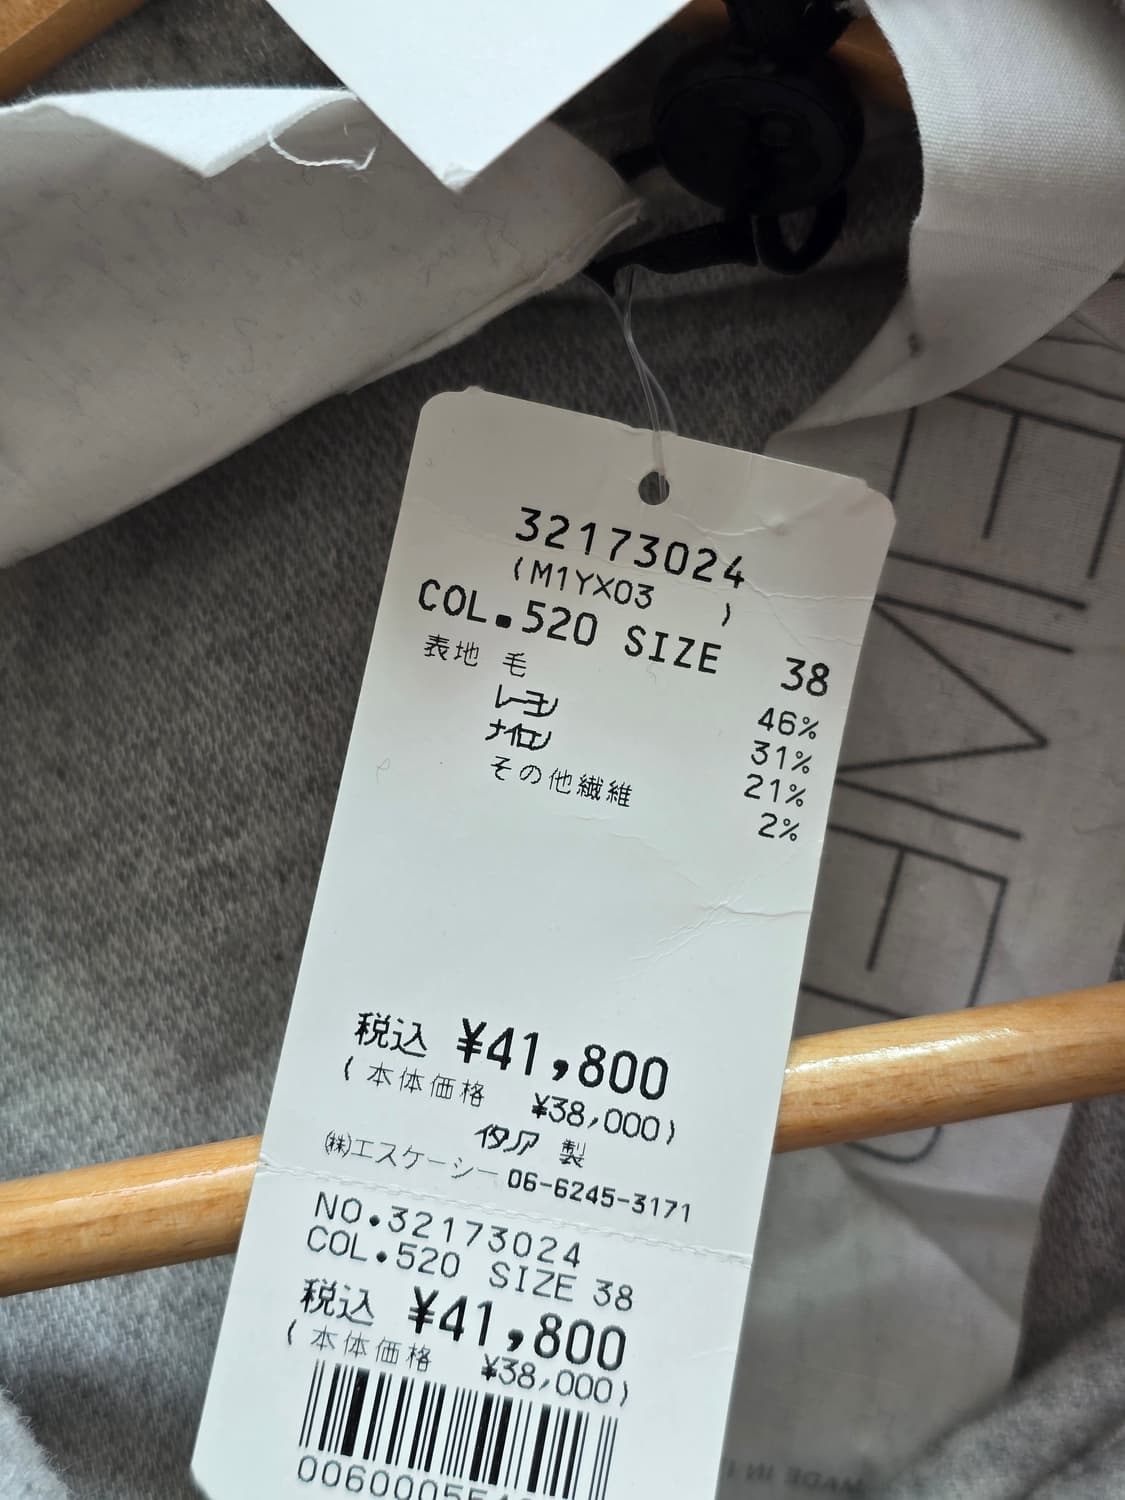 32173024
(M1YX03 )
COL.520 SIZE 38
表地 毛 46%
レーヨン 31%
ナイロン 21%
その他繊維 2%
税込 ¥41,800
(本体価格 ¥38,000)
イタリア 製
㈱エスケーシー 06-6245-3171
NO.32173024
COL.520 SIZE 38
税込 ¥41,800
(本体価格 ¥38,000)